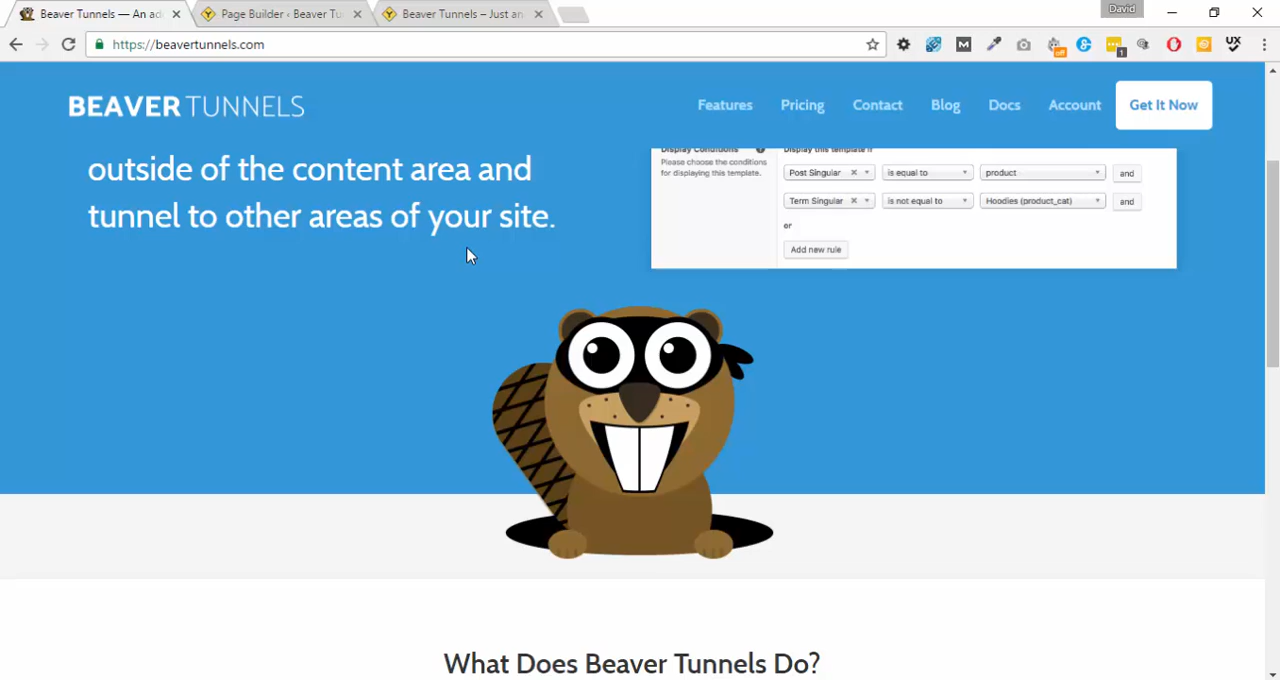 Beaver Tunnels — An ad
Page Builder ‹ Beaver Tu
Beaver Tunnels – Just an
David
https://beavertunnels.com
M
off
1
UX
BEAVER TUNNELS
Features
Pricing
Contact
Blog
Docs
Account
Get It Now
outside of the content area and
tunnel to other areas of your site.
Display Conditions
Display this template if
Please choose the conditions
for displaying this template.
Post Singular
is equal to
product
and
Term Singular
is not equal to
Hoodies (product_cat)
and
or
Add new rule
What Does Beaver Tunnels Do?